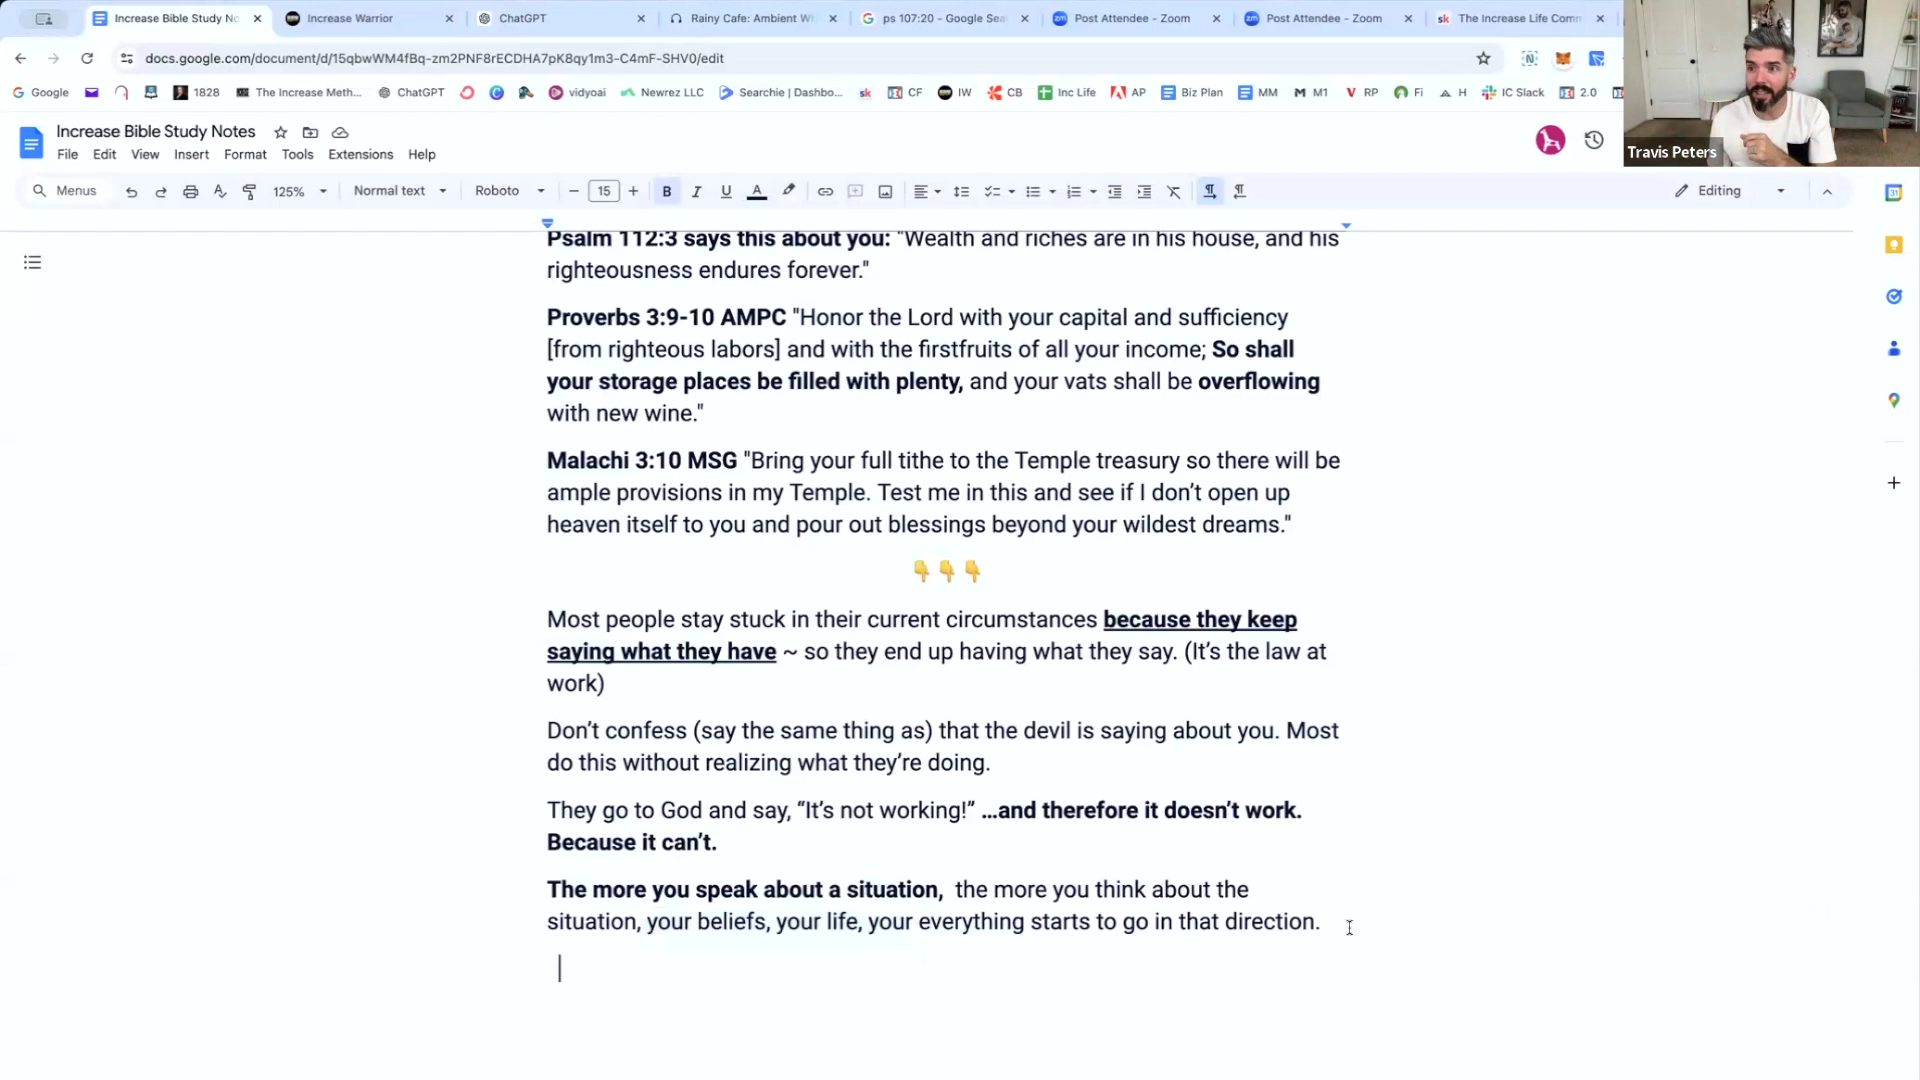 Increase Bible Study No
Increase Warrior
ChatGPT
Rainy Cafe: Ambient W
ps 107:20 - Google Sea
Post Attendee - Zoom
Post Attendee - Zoom
The Increase Life Comm
docs.google.com/document/d/15qbwWM4fBq-zm2PNF8rECDHA7pK8qy1m3-C4mF-SHV0/edit
Google
1828
The Increase Meth...
ChatGPT
CF
vidyoai
Newrez LLC
Searchie | Dashbo...
sk
CF
IW
CB
Inc Life
AP
Biz Plan
MM
M1
RP
Fi
H
IC Slack
2.0
Increase Bible Study Notes
File Edit View Insert Format Tools Extensions Help
Travis Peters
Menus 125% Normal text Roboto 15 B I U A Editing
Psalm 112:3 says this about you: "Wealth and riches are in his house, and his
righteousness endures forever."
Proverbs 3:9-10 AMPC "Honor the Lord with your capital and sufficiency
[from righteous labors] and with the firstfruits of all your income; So shall
your storage places be filled with plenty, and your vats shall be overflowing
with new wine."
Malachi 3:10 MSG "Bring your full tithe to the Temple treasury so there will be
ample provisions in my Temple. Test me in this and see if I don’t open up
heaven itself to you and pour out blessings beyond your wildest dreams."
👇👇👇
Most people stay stuck in their current circumstances because they keep
saying what they have ~ so they end up having what they say. (It’s the law at
work)
Don’t confess (say the same thing as) that the devil is saying about you. Most
do this without realizing what they’re doing.
They go to God and say, “It’s not working!” …and therefore it doesn’t work.
Because it can’t.
The more you speak about a situation,  the more you think about the
situation, your beliefs, your life, your everything starts to go in that direction.